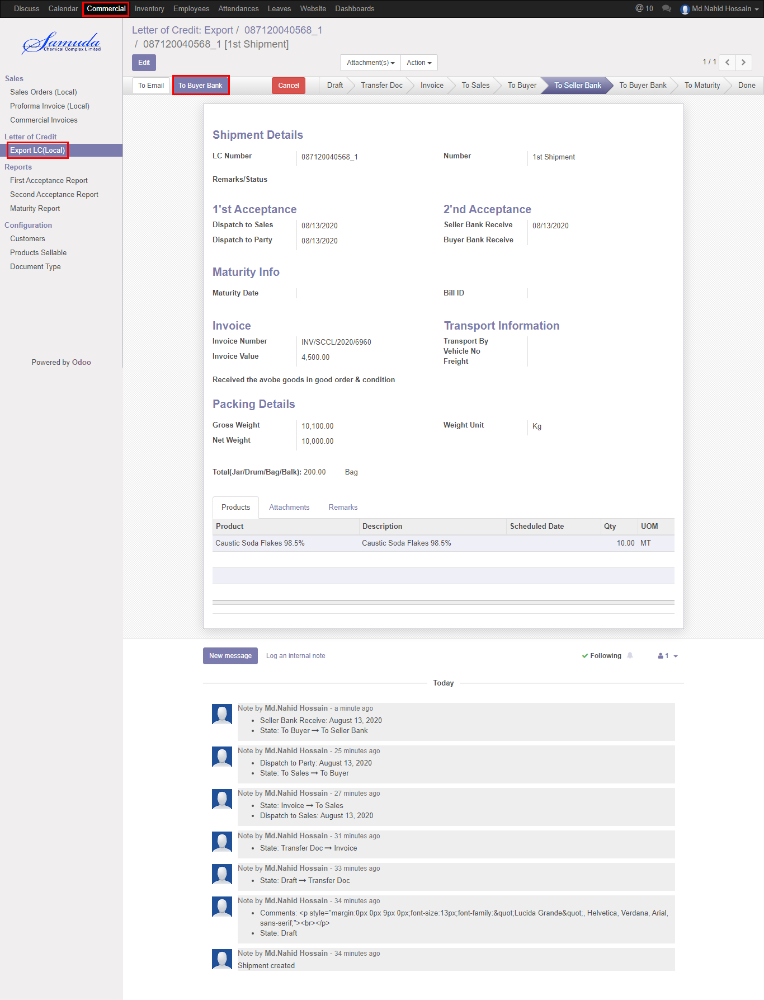 Discuss Calendar Commercial Inventory Employees Attendances Leaves Website Dashboards @ 10 Md.Nahid Hossain
Samuda
Chemical Complex Limited
Letter of Credit: Export / 087120040568_1
/ 087120040568_1 [1st Shipment]
Edit Attachment(s) Action 1 / 1
To Email To Buyer Bank Cancel Draft Transfer Doc Invoice To Sales To Buyer To Seller Bank To Buyer Bank To Maturity Done
Sales
Sales Orders (Local)
Proforma Invoice (Local)
Commercial Invoices
Letter of Credit
Export LC(Local)
Reports
First Acceptance Report
Second Acceptance Report
Maturity Report
Configuration
Customers
Products Sellable
Document Type
Powered by Odoo
Shipment Details
LC Number 087120040568_1 Number 1st Shipment
Remarks/Status
1'st Acceptance 2'nd Acceptance
Dispatch to Sales 08/13/2020 Seller Bank Receive 08/13/2020
Dispatch to Party 08/13/2020 Buyer Bank Receive
Maturity Info
Maturity Date Bill ID
Invoice Transport Information
Invoice Number INV/SCCL/2020/6960 Transport By
Invoice Value 4,500.00 Vehicle No
Freight
Received the avobe goods in good order & condition
Packing Details
Gross Weight 10,100.00 Weight Unit Kg
Net Weight 10,000.00
Total(Jar/Drum/Bag/Balk): 200.00 Bag
Products Attachments Remarks
Product Description Scheduled Date Qty UOM
Caustic Soda Flakes 98.5% Caustic Soda Flakes 98.5% 10.00 MT
New message Log an internal note Following 1
Today
Note by Md.Nahid Hossain - a minute ago
• Seller Bank Receive: August 13, 2020
• State: To Buyer → To Seller Bank
Note by Md.Nahid Hossain - 25 minutes ago
• Dispatch to Party: August 13, 2020
• State: To Sales → To Buyer
Note by Md.Nahid Hossain - 27 minutes ago
• State: Invoice → To Sales
• Dispatch to Sales: August 13, 2020
Note by Md.Nahid Hossain - 31 minutes ago
• State: Transfer Doc → Invoice
Note by Md.Nahid Hossain - 33 minutes ago
• State: Draft → Transfer Doc
Note by Md.Nahid Hossain - 34 minutes ago
• Comments: <p style="margin:0px 0px 9px 0px;font-size:13px;font-family:&quot;Lucida Grande&quot;, Helvetica, Verdana, Arial,
sans-serif;"><br></p>
• State: Draft
Note by Md.Nahid Hossain - 34 minutes ago
Shipment created